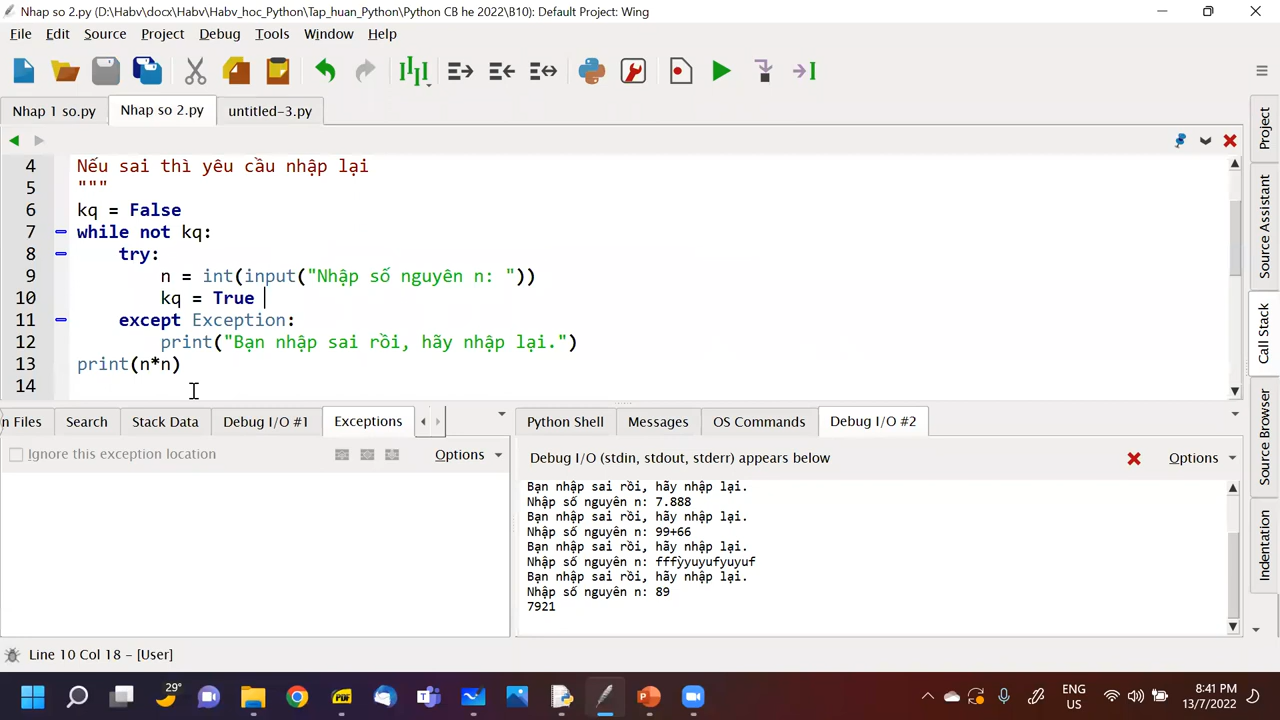 Nhap so 2.py (D:\Habv\docx\Habv\Habv_hoc_Python\Tap_huan_Python\Python CB he 2022\B10): Default Project: Wing
File Edit Source Project Debug Tools Window Help
Nhap 1 so.py Nhap so 2.py untitled-3.py
4 Nếu sai thì yêu cầu nhập lại
5 """
6 kq = False
7 while not kq:
8 try:
9 n = int(input("Nhập số nguyên n: "))
10 kq = True
11 except Exception:
12 print("Bạn nhập sai rồi, hãy nhập lại.")
13 print(n*n)
14
Project
Source Assistant
Call Stack
Source Browser
Indentation
n Files Search Stack Data Debug I/O #1 Exceptions
Ignore this exception location Options
Python Shell Messages OS Commands Debug I/O #2
Debug I/O (stdin, stdout, stderr) appears below Options
Bạn nhập sai rồi, hãy nhập lại.
Nhập số nguyên n: 7.888
Bạn nhập sai rồi, hãy nhập lại.
Nhập số nguyên n: 99+66
Bạn nhập sai rồi, hãy nhập lại.
Nhập số nguyên n: fffỳyuyufyuyuf
Bạn nhập sai rồi, hãy nhập lại.
Nhập số nguyên n: 89
7921
Line 10 Col 18 - [User]
29°
PDF
ENG
US
8:41 PM
13/7/2022